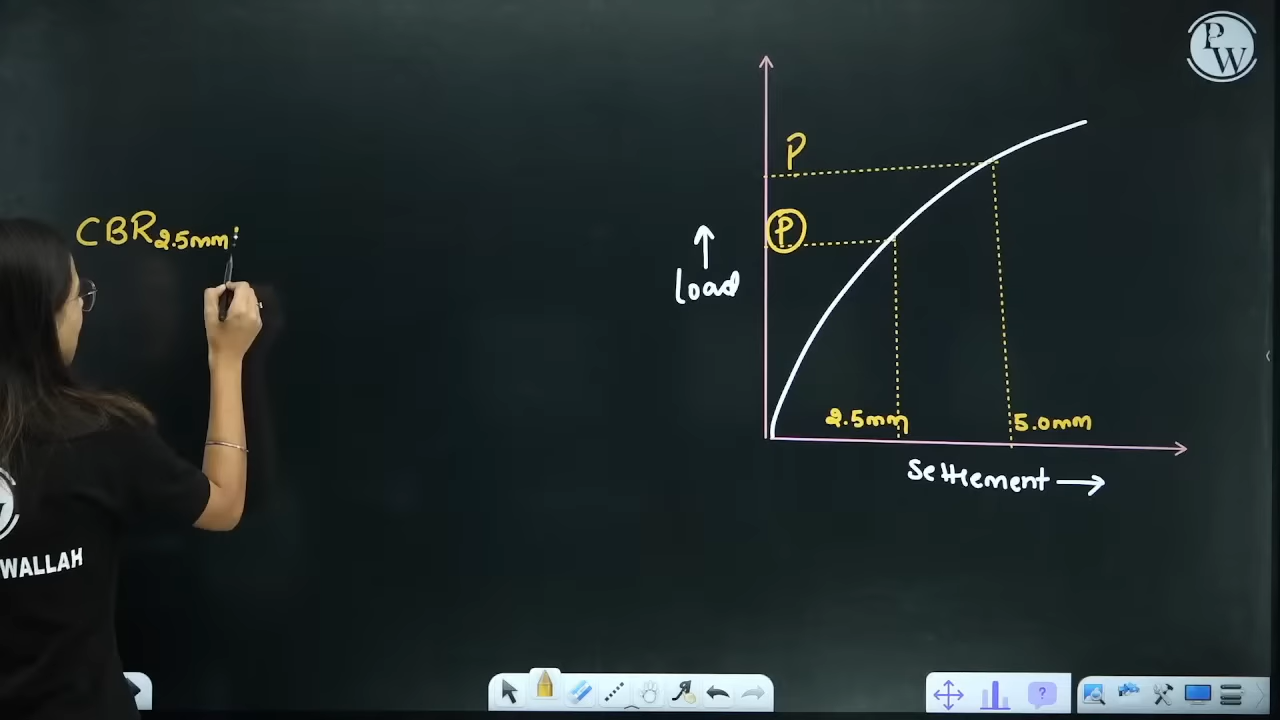 PW
P
CBR2.5mm:
P
↑
Load
2.5mm
5.0mm
Settlement →
WALLAH
?